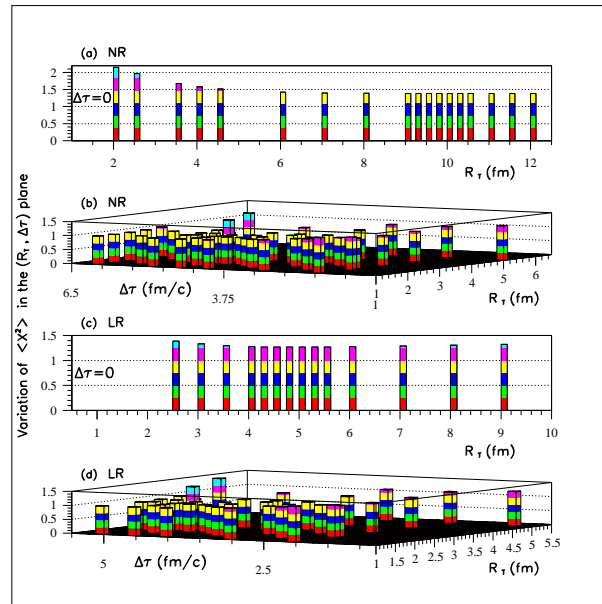 Variation of <X²> in the (R_T, Δτ) plane
(a) NR
2
1.5
1
0.5
0
Δτ=0
2 4 6 8 10 12
R_T (fm)
(b) NR
1.5
1
0.5
0
6.5 3.75 1
Δτ (fm/c)
1 2 3 4 5 6
R_T (fm)
(c) LR
1.5
1
0.5
0
Δτ=0
1 2 3 4 5 6 7 8 9 10
R_T (fm)
(d) LR
1.5
1
0.5
0
5 2.5 1
Δτ (fm/c)
1 1.5 2 2.5 3 3.5 4 4.5 5 5.5
R_T (fm)